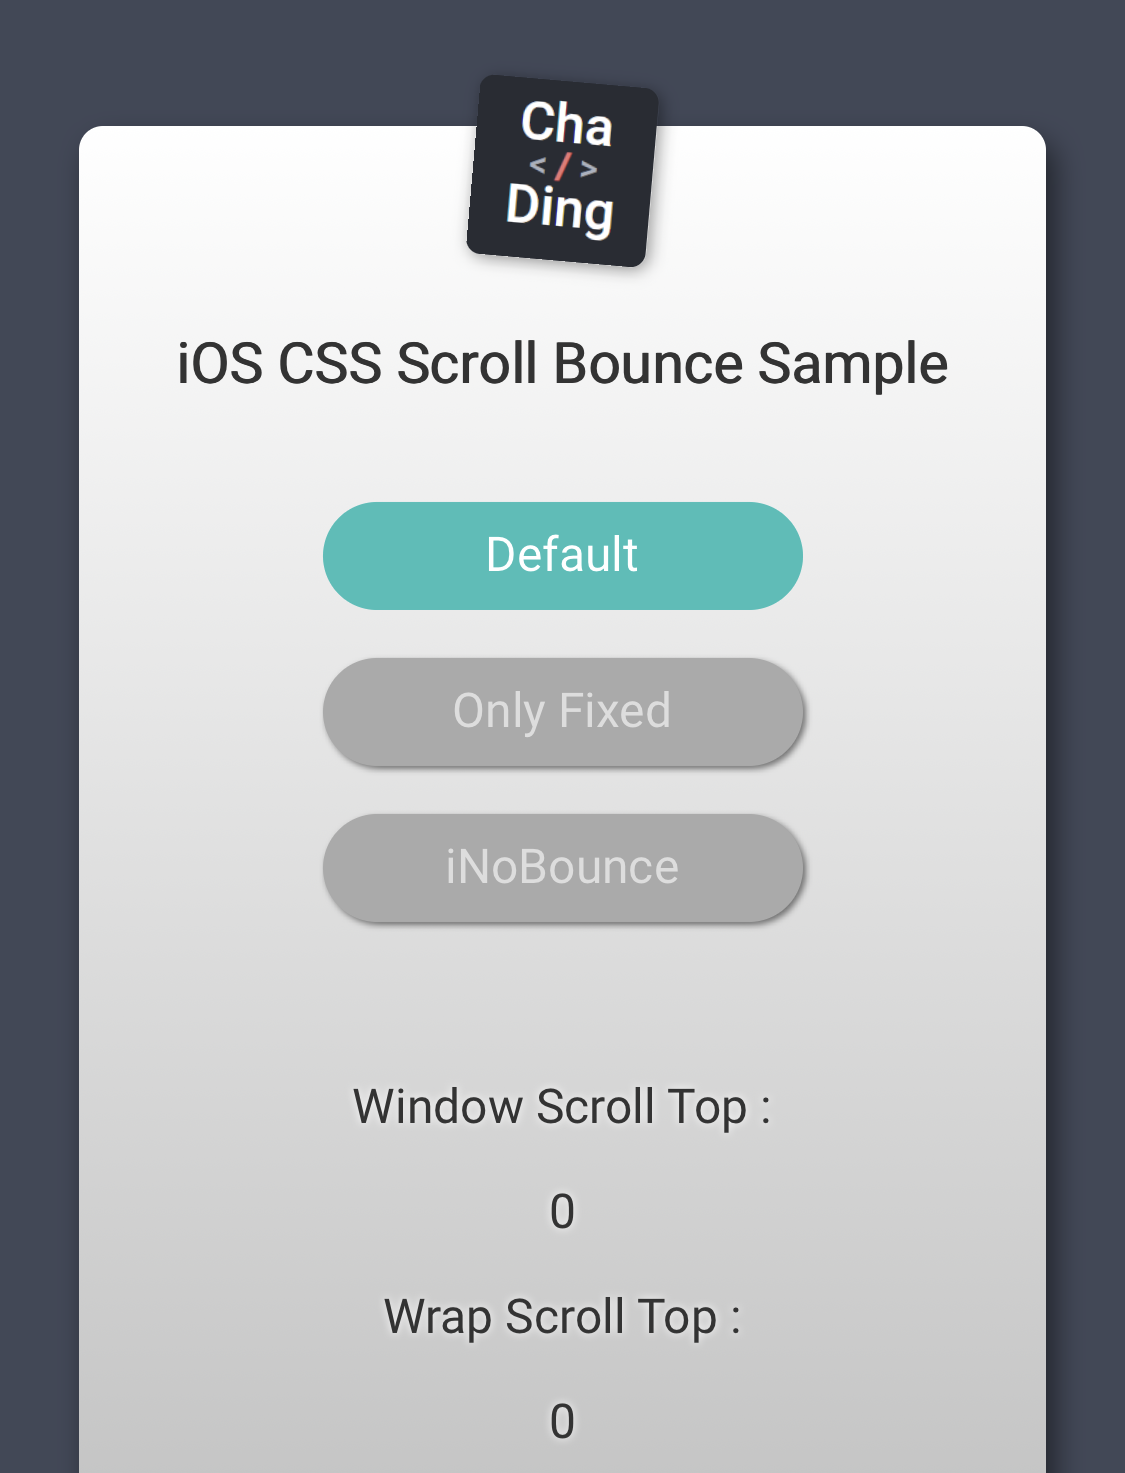 Cha
</>
Ding
iOS CSS Scroll Bounce Sample
Default
Only Fixed
iNoBounce
Window Scroll Top :
0
Wrap Scroll Top :
0